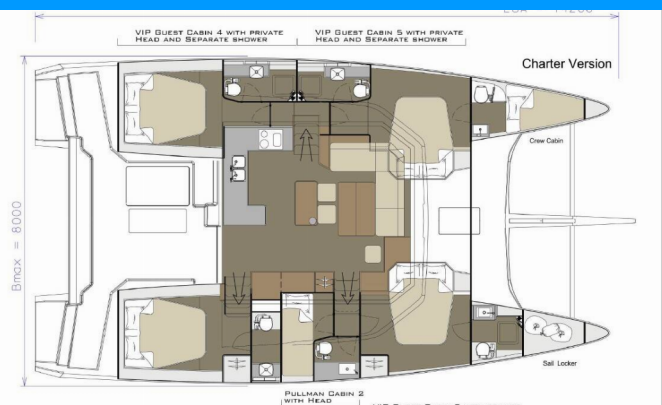 VIP Guest Cabin 4 with private
Head and Separate shower
VIP Guest Cabin 5 with private
Head and Separate shower
Charter Version
Crew Cabin
Bmax = 8000
Sail Locker
Pullman Cabin 2
with Head